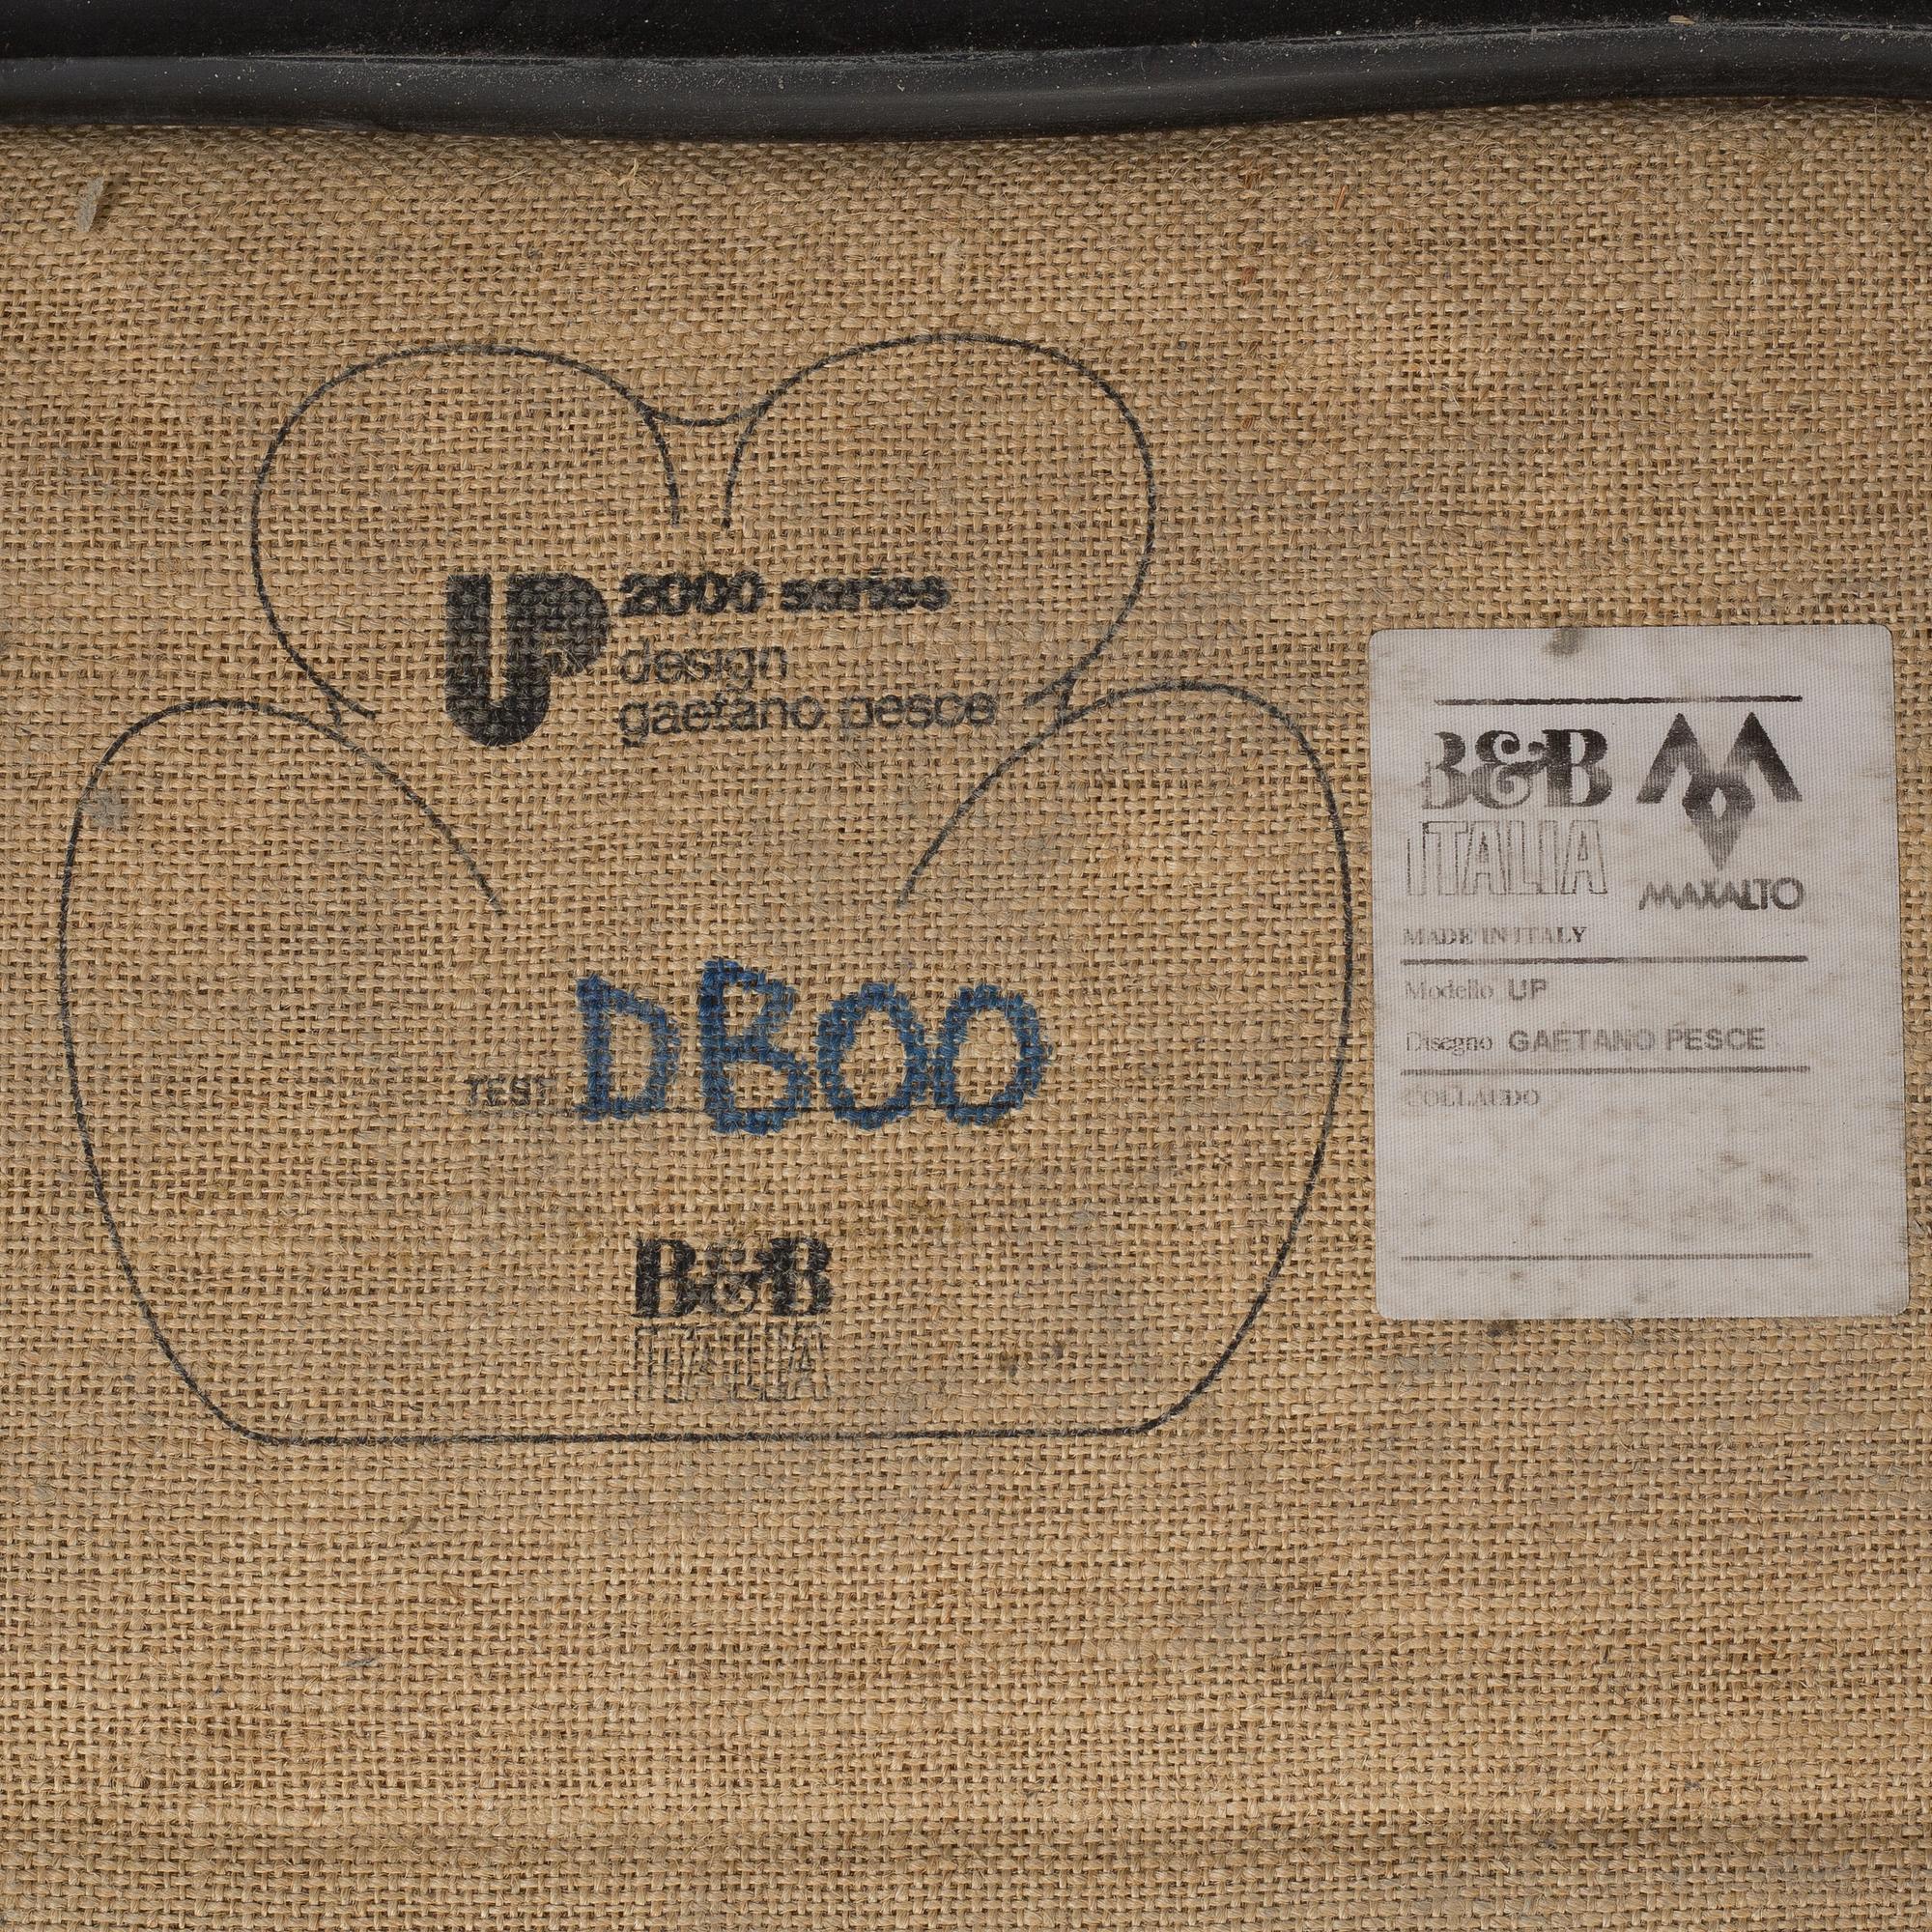 UP 2000 series
design
gaetano pesce
TEST DB00
B&B
ITALIA
B&B
ITALIA
MAXALTO
MADE IN ITALY
Modello UP
Disegno GAETANO PESCE
COLLAUDO